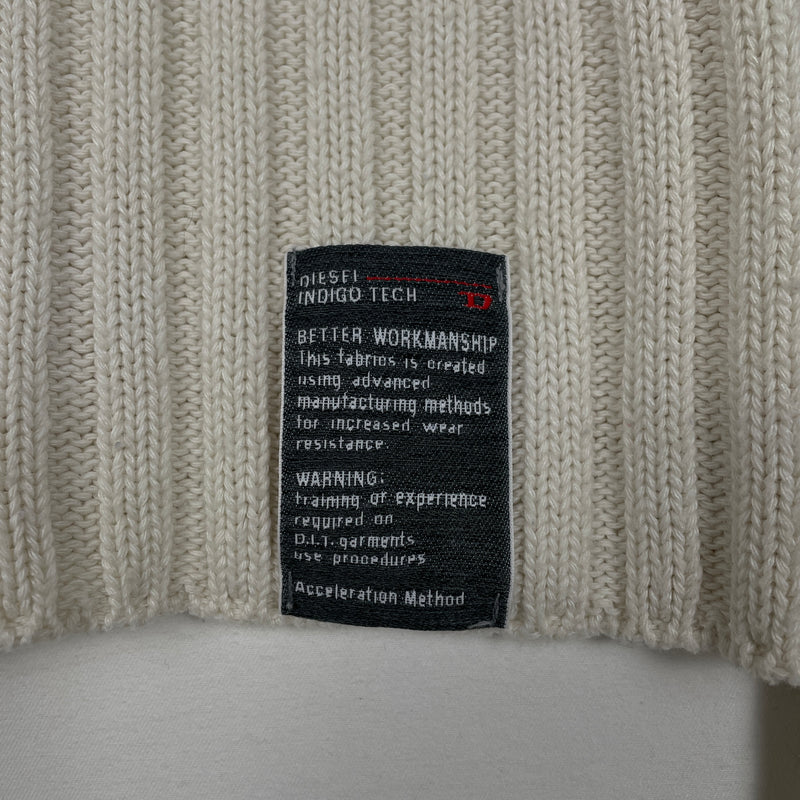 DIESEL
INDIGO TECH
D
BETTER WORKMANSHIP
This fabrics is created
using advanced
manufacturing methods
for increased wear
resistance.
WARNING:
training of experience
required on
D.I.T. garments
use procedures
Acceleration Method